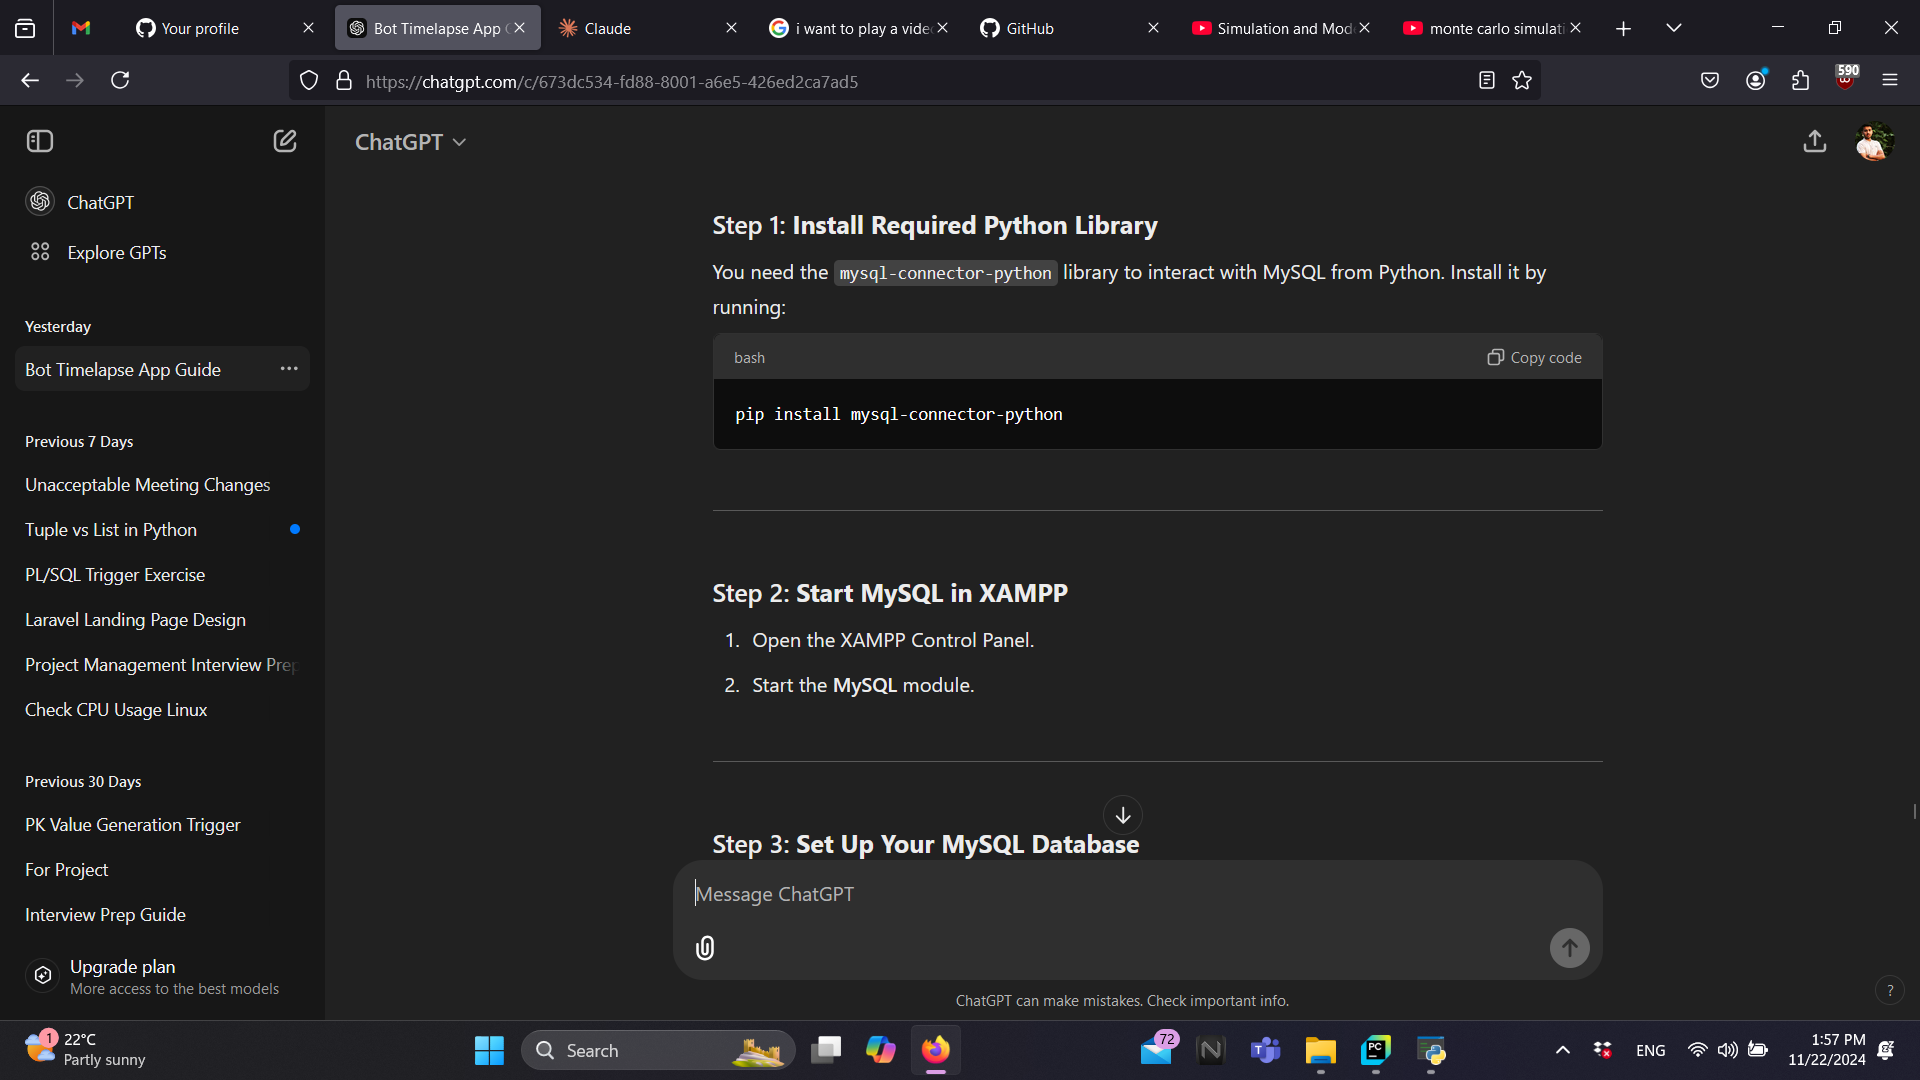 Your profile
Bot Timelapse App
Claude
i want to play a vide
GitHub
Simulation and Mod
monte carlo simulati
https://chatgpt.com/c/673dc534-fd88-8001-a6e5-426ed2ca7ad5
590
ChatGPT
ChatGPT
Explore GPTs
Yesterday
Bot Timelapse App Guide
Previous 7 Days
Unacceptable Meeting Changes
Tuple vs List in Python
PL/SQL Trigger Exercise
Laravel Landing Page Design
Project Management Interview Prep
Check CPU Usage Linux
Previous 30 Days
PK Value Generation Trigger
For Project
Interview Prep Guide
Upgrade plan
More access to the best models
Step 1: Install Required Python Library
You need the mysql-connector-python library to interact with MySQL from Python. Install it by
running:
bash
Copy code
pip install mysql-connector-python
Step 2: Start MySQL in XAMPP
1. Open the XAMPP Control Panel.
2. Start the MySQL module.
Step 3: Set Up Your MySQL Database
Message ChatGPT
ChatGPT can make mistakes. Check important info.
?
1
22°C
Partly sunny
Search
72
PC
ENG
1:57 PM
11/22/2024